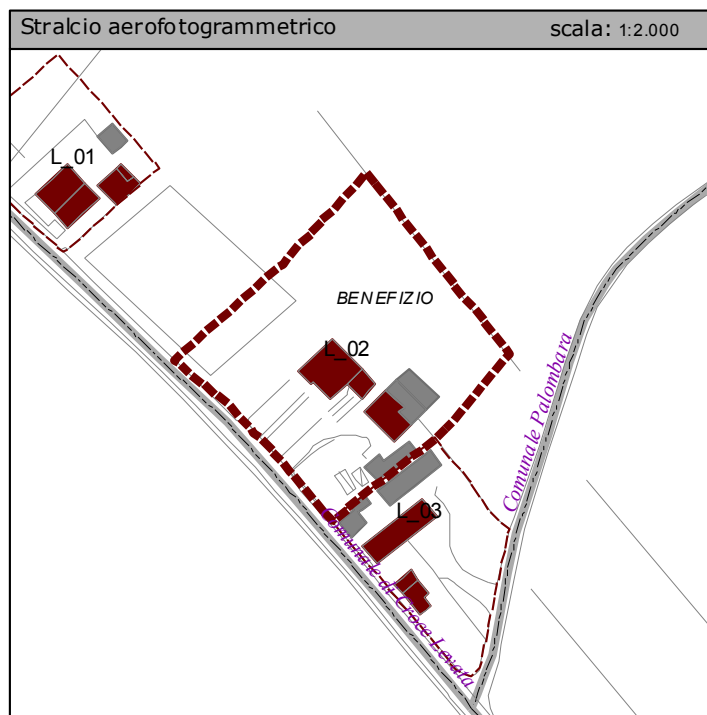 Stralcio aerofotogrammetrico scala: 1:2.000
L_01
BENEFIZIO
L_02
Comunale Palombara
L_03
Comunale di Croce Levata